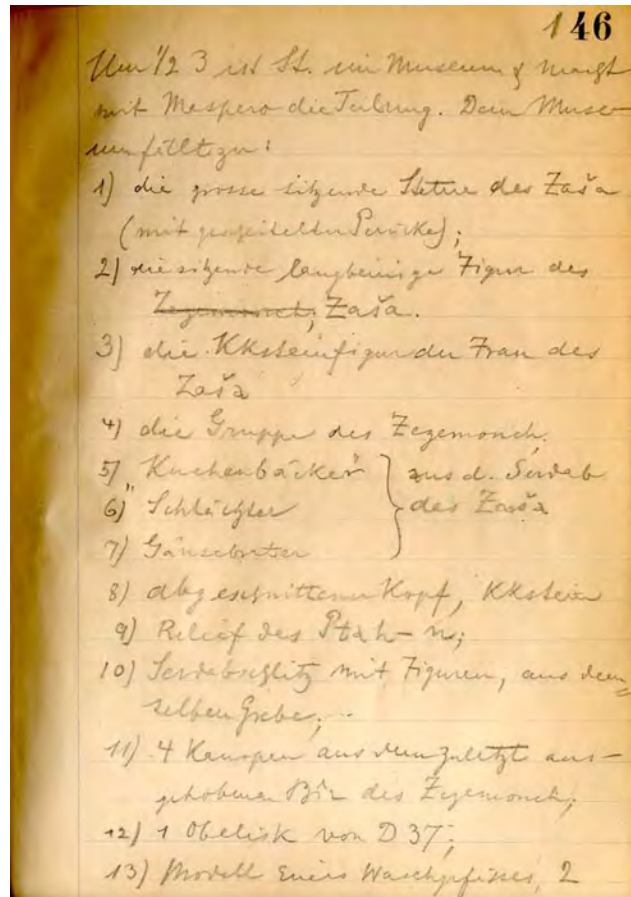 146
Um 1/2 3 ist St. im Museum & macht
mit Maspero die Teilung. Dem Muse-
um fällt zu:
1) die grosse sitzende Statue des Zaša
(mit gescheitelter Perücke);
2) die sitzende langbeinige Figur des
Zegemonch; Zaša.
3) die KKsteinfigur der Frau des
Zaša
4) die Gruppe des Zegemonch.
5) Kuchenbäcker } aus d. Serdab
6) Schlächter des Zaša
7) Gänsebrater
8) abgeschnittener Kopf, KKstein
9) Relief des Ptah-n;
10) Serdabschlitz mit Figuren, aus dem=
selben Grabe;
11) 4 Kanopen aus dem zuletzt aus-
gehobenen Bir des Zegemonch;
12) 1 Obelisk von D 37;
13) Modell eines Waschgefässes, 2